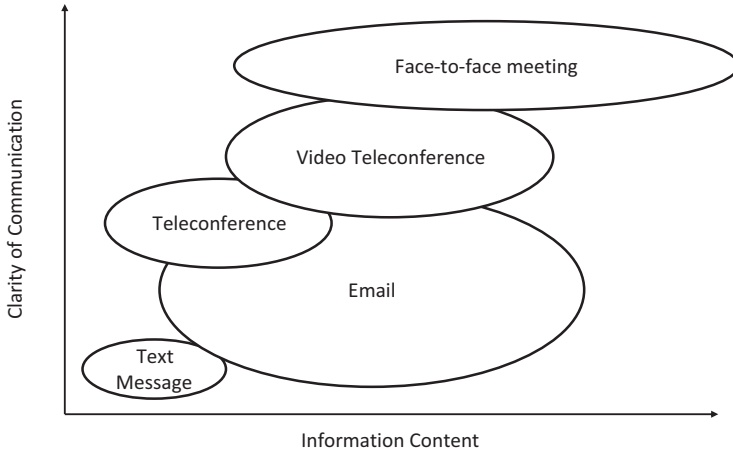 Face-to-face meeting
Video Teleconference
Teleconference
Email
Text
Message
Clarity of Communication
Information Content